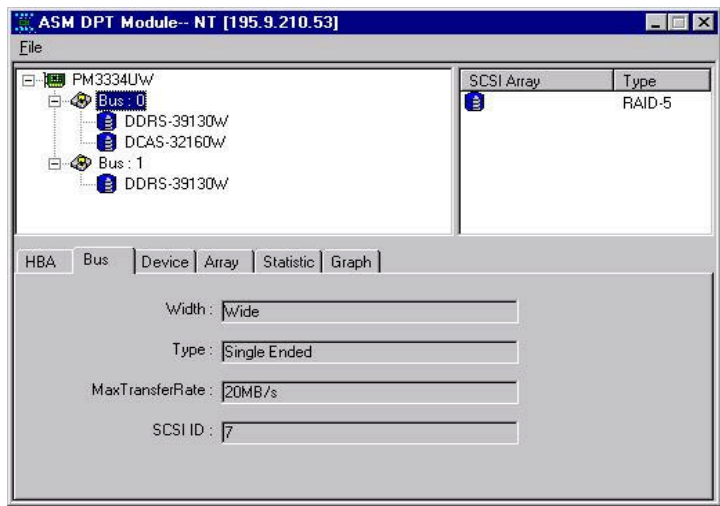 ASM DPT Module-- NT [195.9.210.53]
File
PM3334UW
Bus : 0
DDRS-39130W
DCAS-32160W
Bus : 1
DDRS-39130W
SCSI Array Type
RAID-5
HBA Bus Device Array Statistic Graph
Width : Wide
Type : Single Ended
MaxTransferRate : 20MB/s
SCSI ID : 7